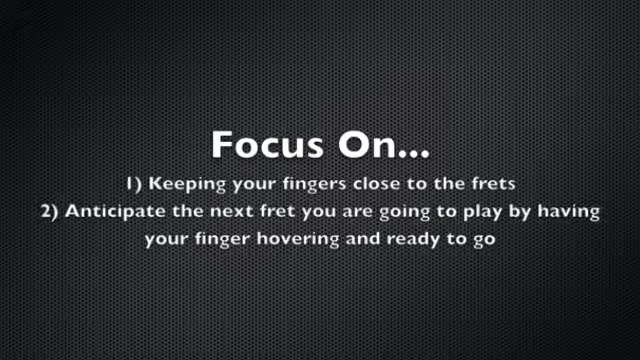 Focus On...
1) Keeping your fingers close to the frets
2) Anticipate the next fret you are going to play by having
your finger hovering and ready to go